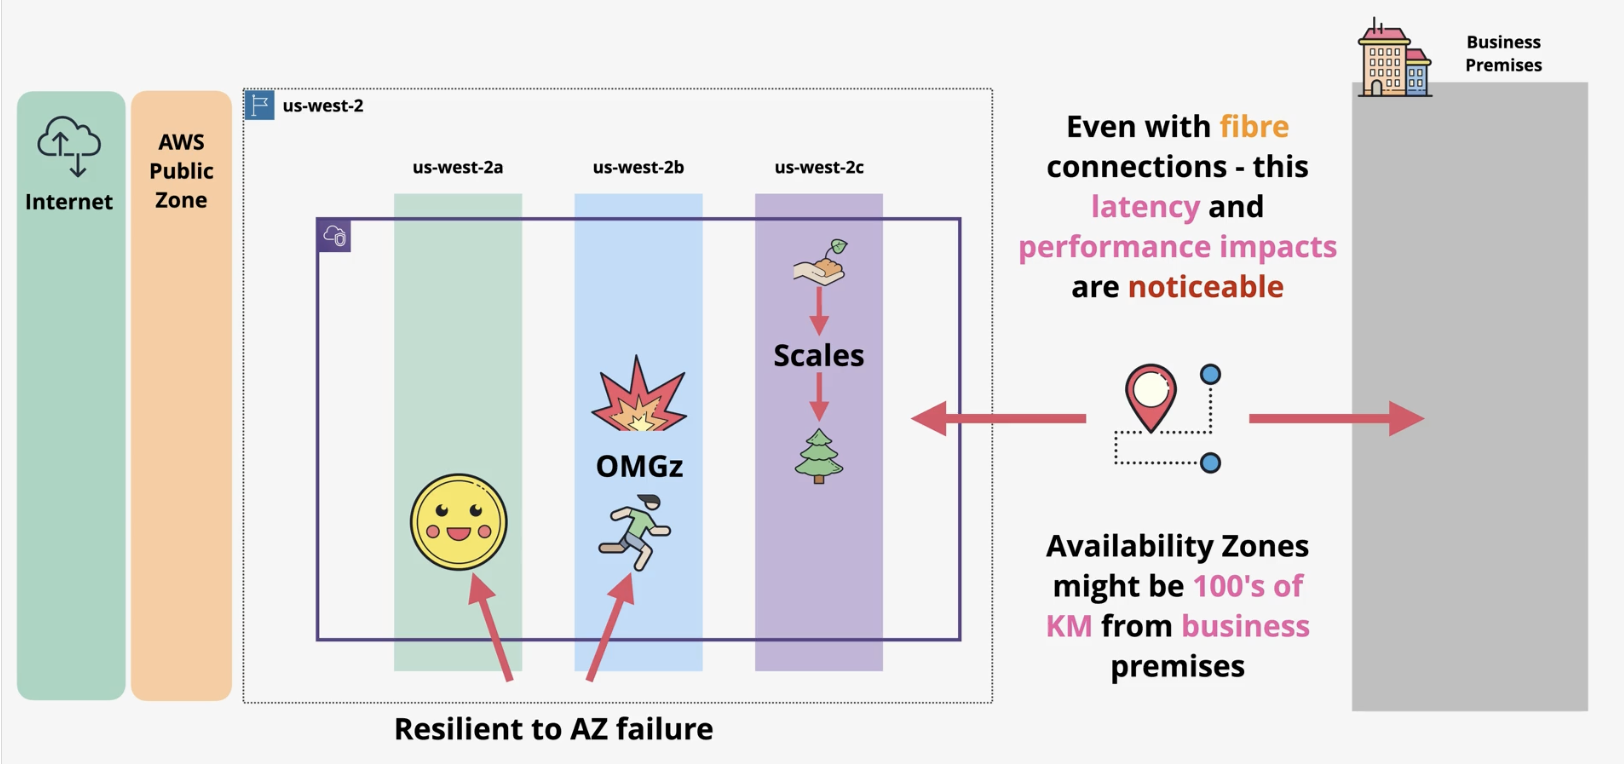 Internet
AWS
Public
Zone
us-west-2
us-west-2a
us-west-2b
us-west-2c
Scales
OMGz
Resilient to AZ failure
Even with fibre
connections - this
latency and
performance impacts
are noticeable
Availability Zones
might be 100's of
KM from business
premises
Business
Premises